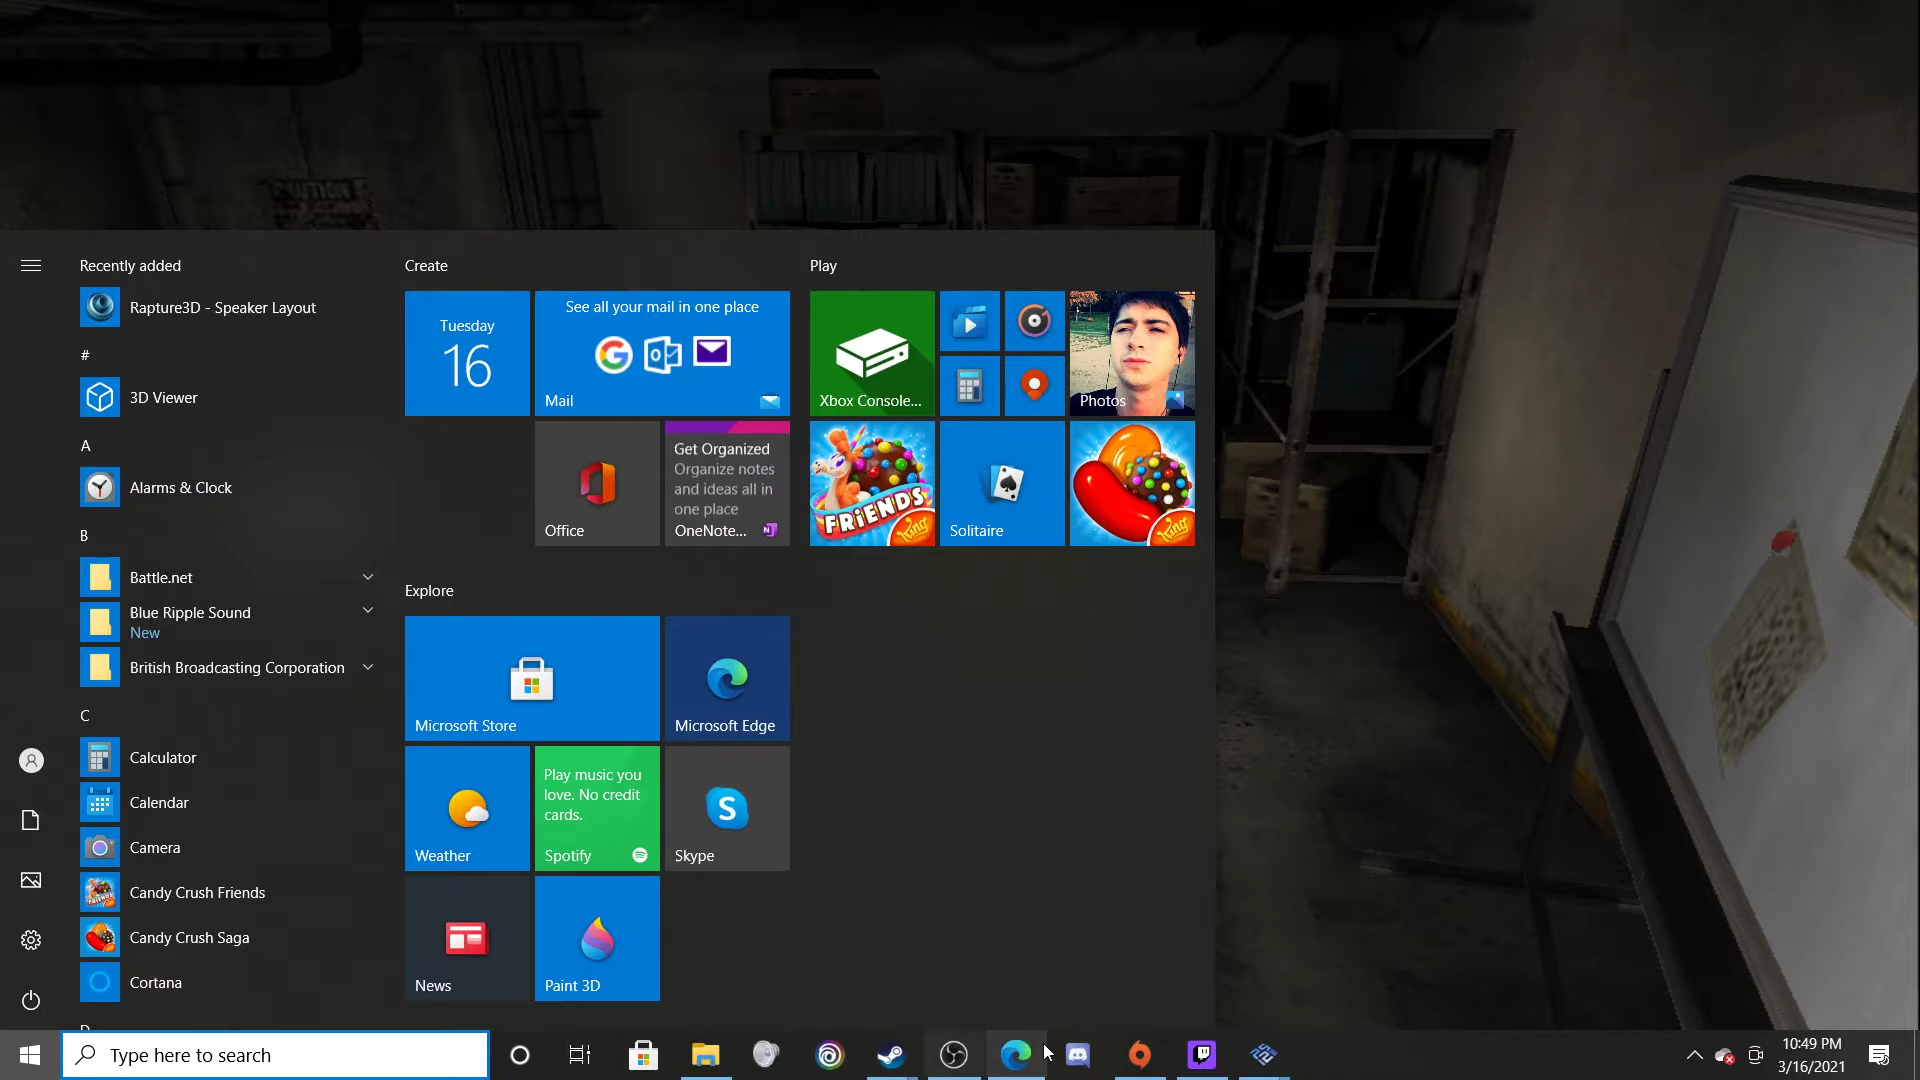 CAUTION
Recently added
Rapture3D - Speaker Layout
#
3D Viewer
A
Alarms & Clock
B
Battle.net
Blue Ripple Sound
New
British Broadcasting Corporation
C
Calculator
Calendar
Camera
Candy Crush Friends
Candy Crush Saga
Cortana
D
Create
Tuesday
16
See all your mail in one place
Mail
Office
Get Organized
Organize notes
and ideas all in
one place
OneNote...
Play
Xbox Console...
Photos
FRIENDS
King
Solitaire
King
Explore
Microsoft Store
Microsoft Edge
Weather
Play music you
love. No credit
cards.
Spotify
Skype
News
Paint 3D
Type here to search
10:49 PM
3/16/2021